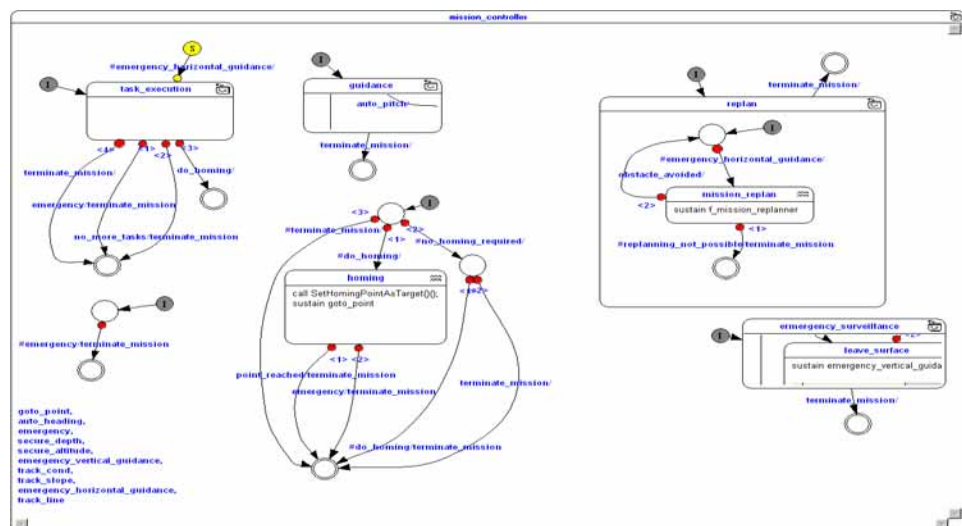 mission_controller
S
#emergency_horizontal_guidance/
I
task_execution
<4>
<1>
<2>
<3>
terminate_mission/
do_homing/
emergency/terminate_mission
no_more_tasks/terminate_mission
I
#emergency/terminate_mission
goto_point,
auto_heading,
emergency,
secure_depth,
secure_altitude,
emergency_vertical_guidance,
track_cond,
track_slope,
emergency_horizontal_guidance,
track_line
I
guidance
auto_pitch/
terminate_mission/
I
<3>
<2>
#terminate_mission/
<1>
#no_homing_required/
#do_homing/
homing
call SetHomingPointAsTarget()();
sustain goto_point
<1>
<2>
point_reached/terminate_mission
emergency/terminate_mission
terminate_mission/
#do_homing/terminate_mission
I
terminate_mission/
replan
I
#emergency_horizontal_guidance/
obstacle_avoided/
mission_replan
sustain f_mission_replanner
<2>
<1>
#replanning_not_possible/terminate_mission
I
ermergency_surveillance
leave_surface
sustain emergency_vertical_guida
terminate_mission/